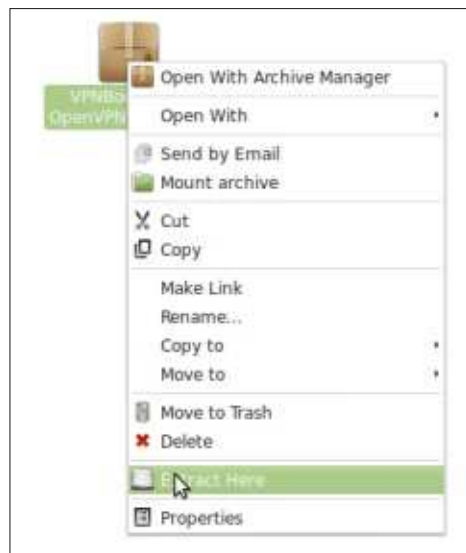 Open With Archive Manager
OpenVPN
Open With
Send by Email
Mount archive
Cut
Copy
Make Link
Rename...
Copy to
Move to
Move to Trash
Delete
Extract Here
Properties